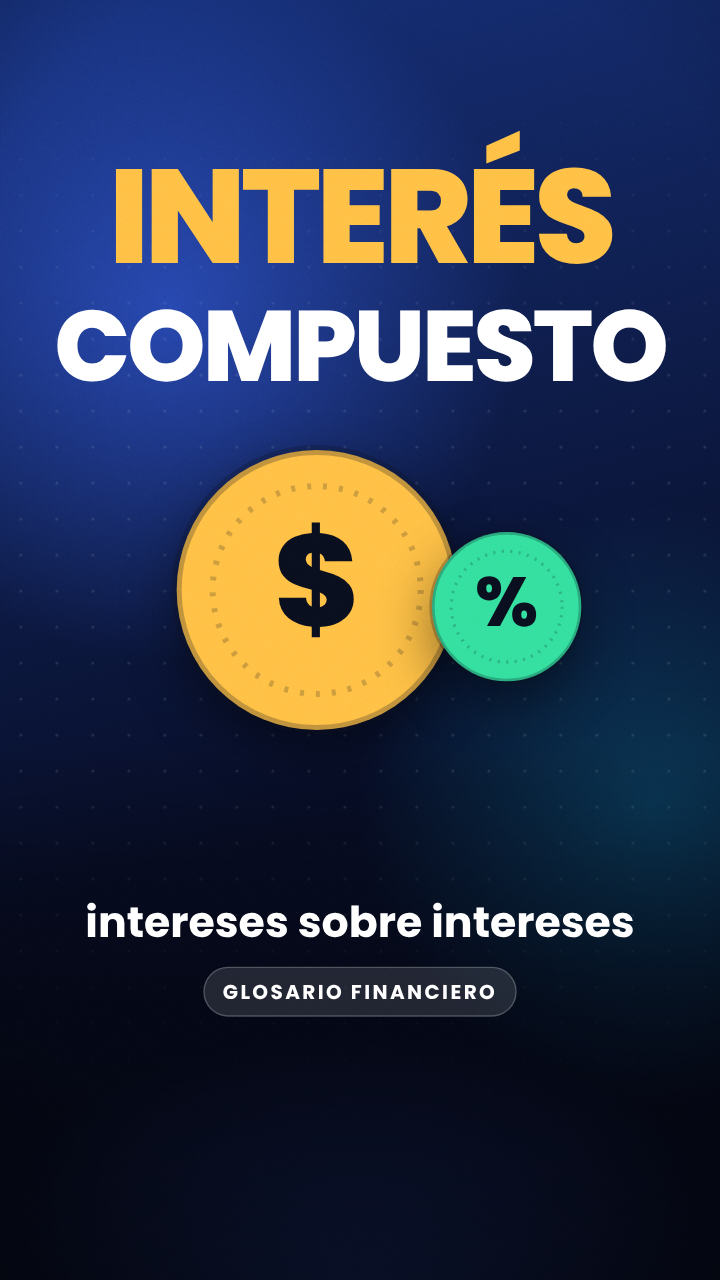 INTERÉS
COMPUESTO
$
%
intereses sobre intereses
GLOSARIO FINANCIERO